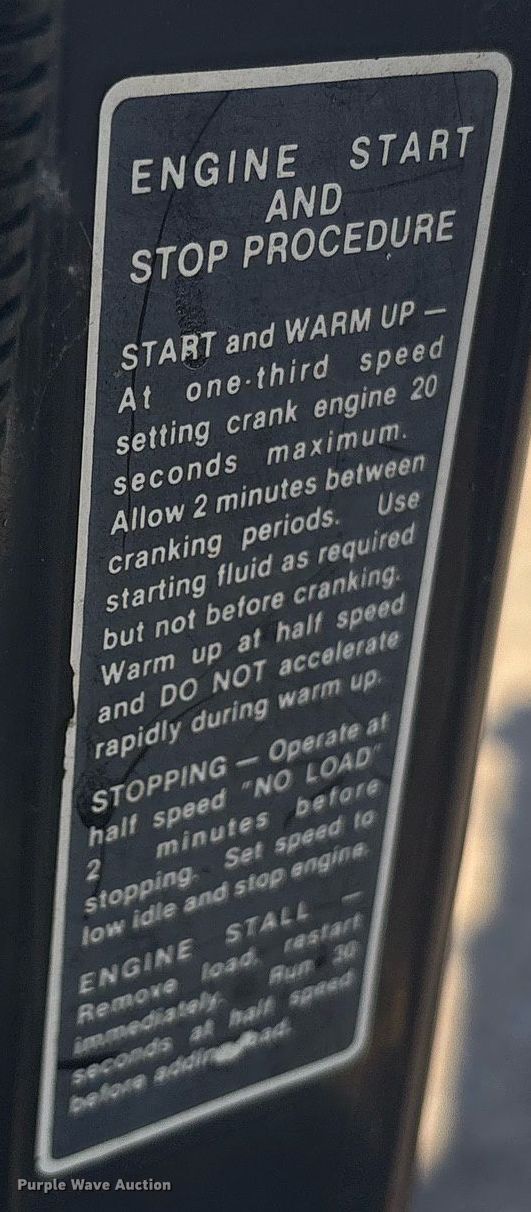 ENGINE START
AND
STOP PROCEDURE
START and WARM UP —
At one-third speed
setting crank engine 20
seconds maximum.
Allow 2 minutes between
cranking periods. Use
starting fluid as required
but not before cranking.
Warm up at half speed
and DO NOT accelerate
rapidly during warm up.
STOPPING — Operate at
half speed "NO LOAD"
2 minutes before
stopping. Set speed to
low idle and stop engine.
ENGINE STALL —
Remove load, restart
immediately. Run 30
seconds at half speed
before adding load.
Purple Wave Auction